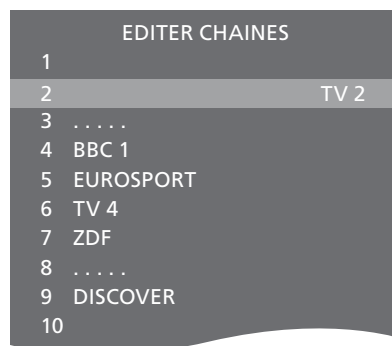 EDITER CHAINES
1
2 TV 2
3 . . . . .
4 BBC 1
5 EUROSPORT
6 TV 4
7 ZDF
8 . . . . .
9 DISCOVER
10